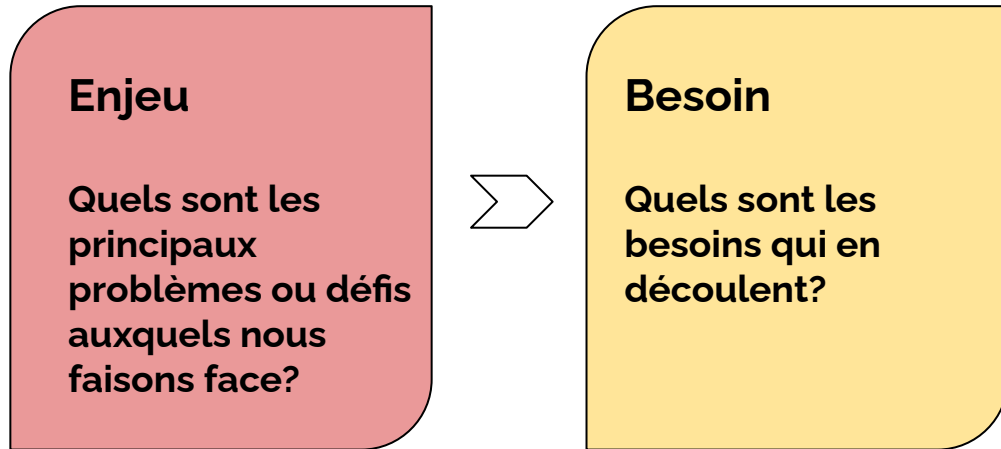 Enjeu
Quels sont les
principaux
problèmes ou défis
auxquels nous
faisons face?
Besoin
Quels sont les
besoins qui en
découlent?